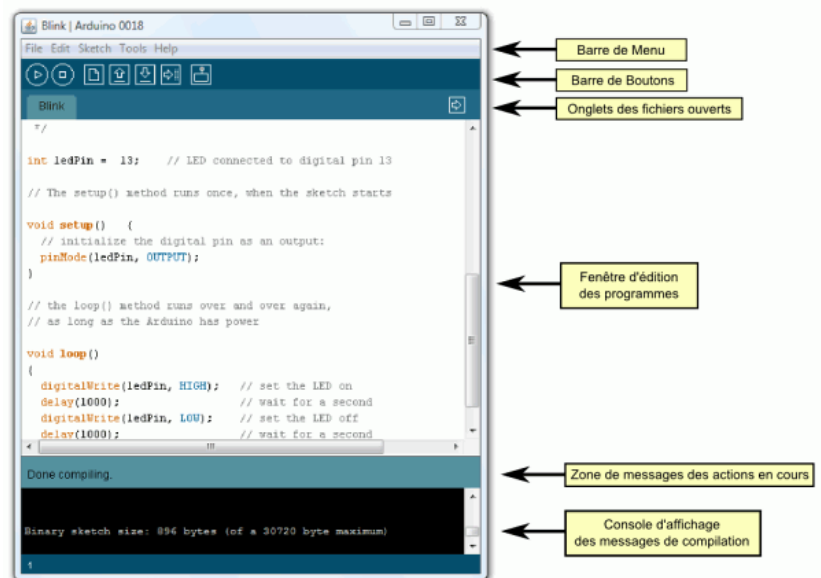 Blink | Arduino 0018
File Edit Sketch Tools Help
Barre de Menu
Barre de Boutons
Blink
Onglets des fichiers ouverts
*/
int ledPin = 13; // LED connected to digital pin 13
// The setup() method runs once, when the sketch starts
void setup() {
// initialize the digital pin as an output:
pinMode(ledPin, OUTPUT);
}
Fenêtre d'édition
des programmes
// the loop() method runs over and over again,
// as long as the Arduino has power
void loop()
{
digitalWrite(ledPin, HIGH); // set the LED on
delay(1000); // wait for a second
digitalWrite(ledPin, LOW); // set the LED off
delay(1000); // wait for a second
Done compiling.
Zone de messages des actions en cours
Binary sketch size: 896 bytes (of a 30720 byte maximum)
Console d'affichage
des messages de compilation
1